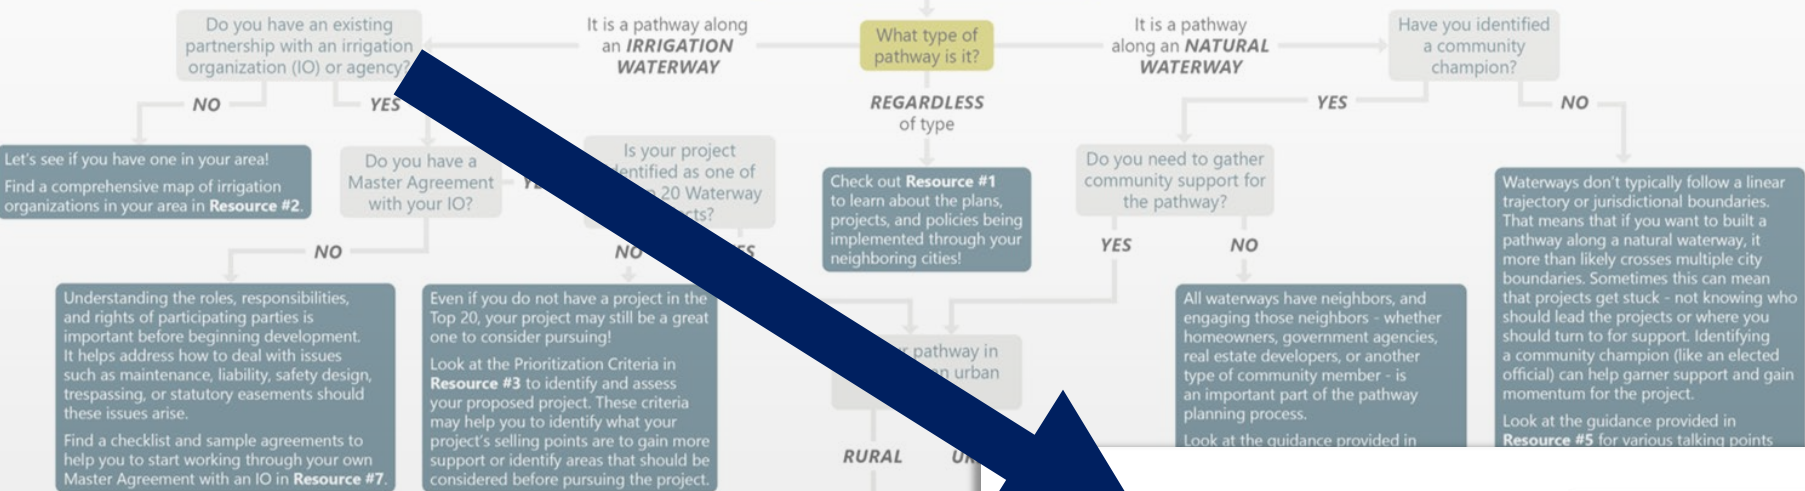 Do you have an existing
partnership with an irrigation
organization (IO) or agency?
It is a pathway along
an IRRIGATION
WATERWAY
What type of
pathway is it?
It is a pathway
along an NATURAL
WATERWAY
Have you identified
a community
champion?
NO
YES
REGARDLESS
of type
YES
NO
Let's see if you have one in your area!
Find a comprehensive map of irrigation
organizations in your area in Resource #2.
Do you have a
Master Agreement
with your IO?
Is your project
identified as one of
20 Waterway
Check out Resource #1
to learn about the plans,
projects, and policies being
implemented through your
neighboring cities!
Do you need to gather
community support for
the pathway?
YES
NO
Waterways don't typically follow a linear
trajectory or jurisdictional boundaries.
That means that if you want to built a
pathway along a natural waterway, it
more than likely crosses multiple city
boundaries. Sometimes this can mean
that projects get stuck - not knowing who
should lead the projects or where you
should turn to for support. Identifying
a community champion (like an elected
official) can help garner support and gain
momentum for the project.
Look at the guidance provided in
Resource #5 for various talking points
NO
NO
Understanding the roles, responsibilities,
and rights of participating parties is
important before beginning development.
It helps address how to deal with issues
such as maintenance, liability, safety design,
trespassing, or statutory easements should
these issues arise.
Find a checklist and sample agreements to
help you to start working through your own
Master Agreement with an IO in Resource #7.
Even if you do not have a project in the
Top 20, your project may still be a great
one to consider pursuing!
Look at the Prioritization Criteria in
Resource #3 to identify and assess
your proposed project. These criteria
may help you to identify what your
project's selling points are to gain more
support or identify areas that should be
considered before pursuing the project.
pathway in
urban
RURAL
All waterways have neighbors, and
engaging those neighbors - whether
homeowners, government agencies,
real estate developers, or another
type of community member - is
an important part of the pathway
planning process.
Look at the guidance provided in